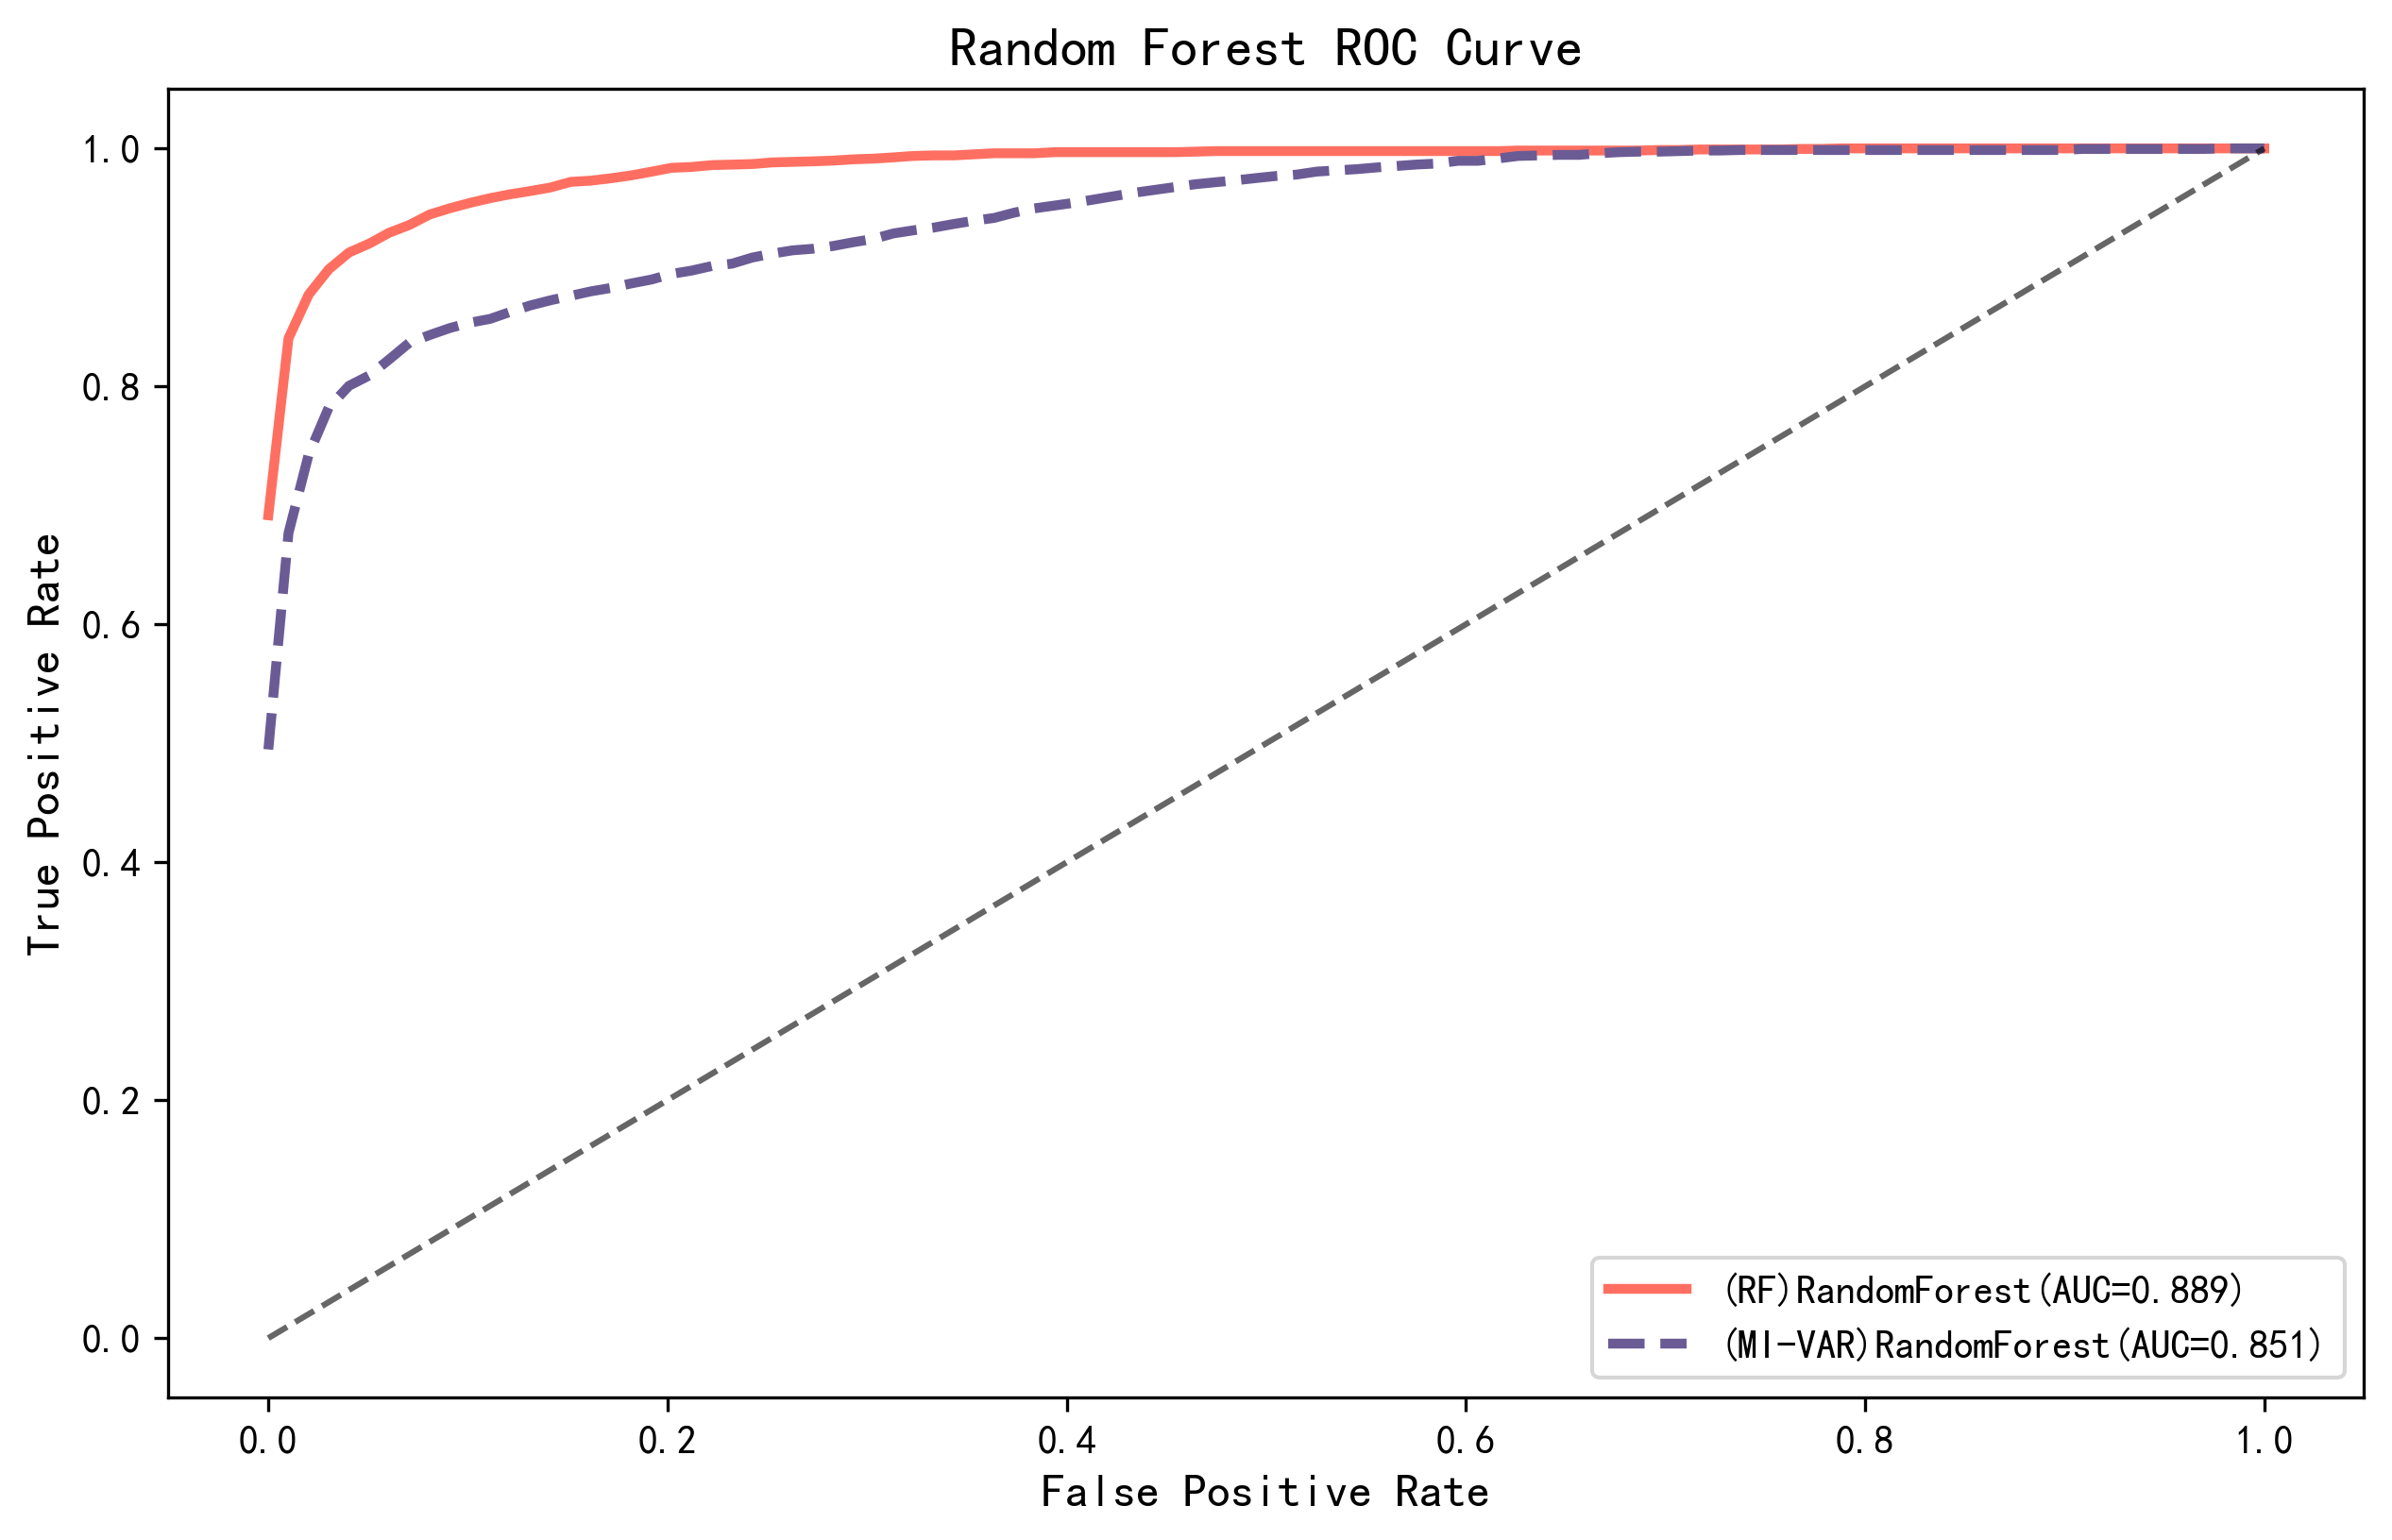 Random Forest ROC Curve
True Positive Rate
1.0
0.8
0.6
0.4
0.2
0.0
0.0 0.2 0.4 0.6 0.8 1.0
False Positive Rate
(RF)RandomForest(AUC=0.889)
(MI-VAR)RandomForest(AUC=0.851)